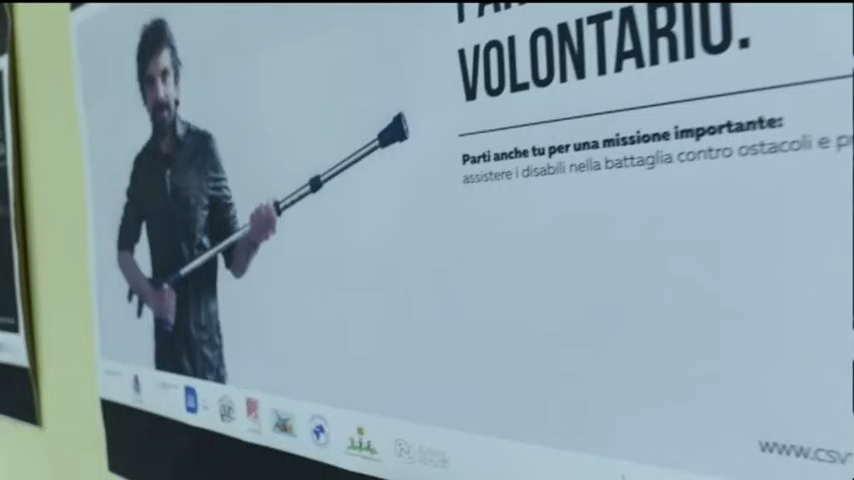 VOLONTARIO.
Parti anche tu per una missione importante:
assistere i disabili nella battaglia contro ostacoli e
www.csv